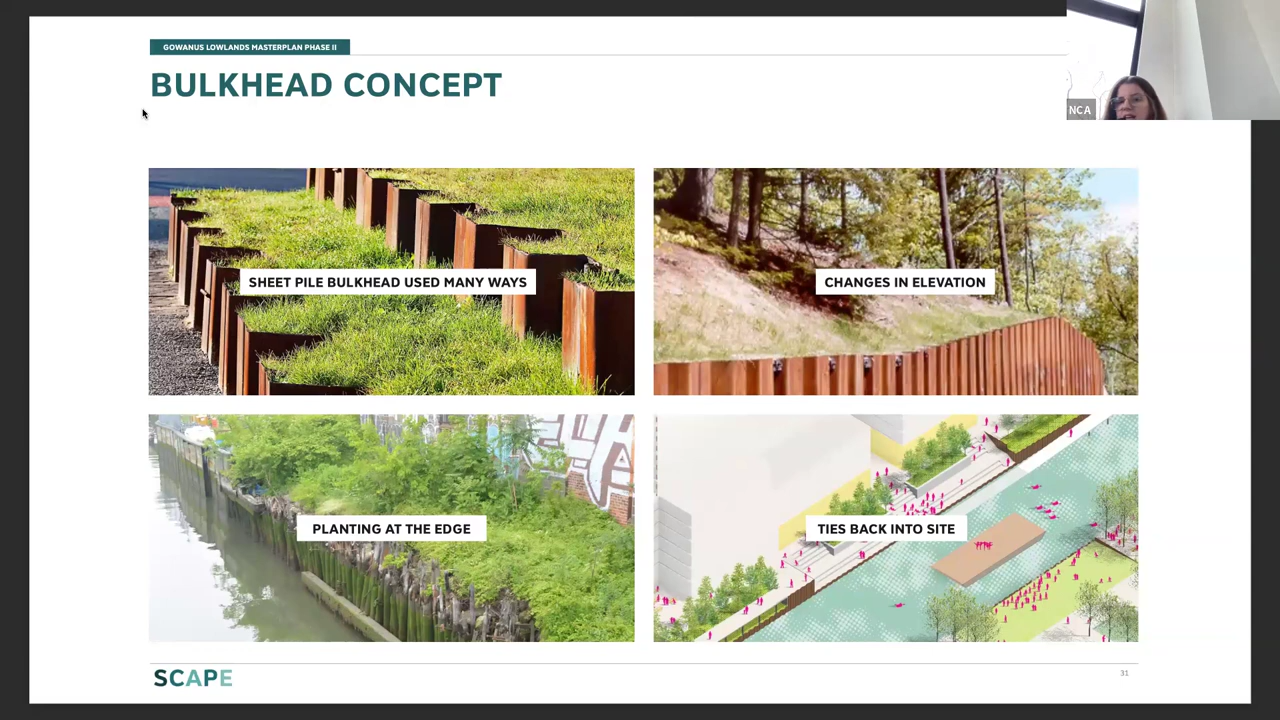 GOWANUS LOWLANDS MASTERPLAN PHASE II
BULKHEAD CONCEPT
NCA
SHEET PILE BULKHEAD USED MANY WAYS
CHANGES IN ELEVATION
PLANTING AT THE EDGE
TIES BACK INTO SITE
SCAPE
31